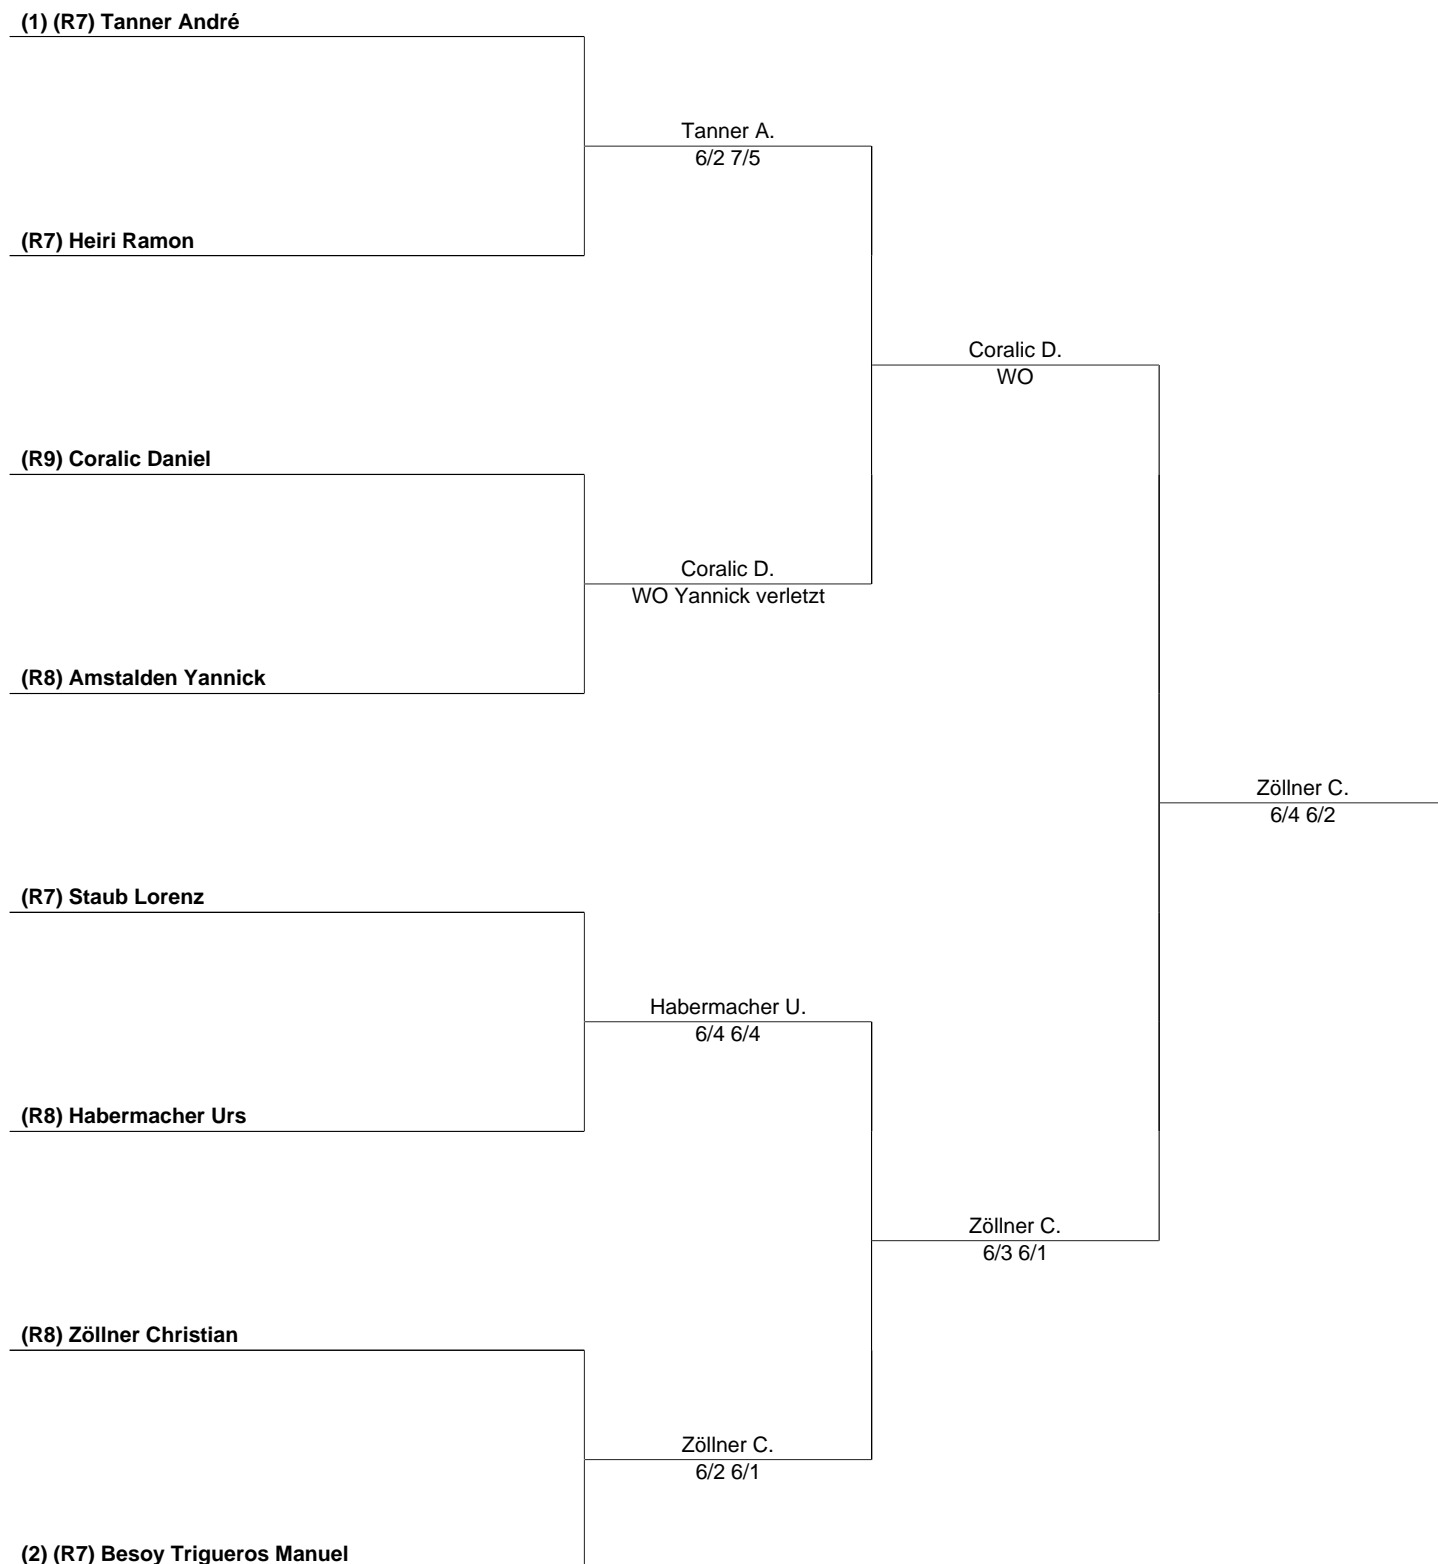 (1) (R7) Tanner André
Tanner A.
6/2 7/5
(R7) Heiri Ramon
Coralic D.
WO
(R9) Coralic Daniel
Coralic D.
WO Yannick verletzt
(R8) Amstalden Yannick
Zöllner C.
6/4 6/2
(R7) Staub Lorenz
Habermacher U.
6/4 6/4
(R8) Habermacher Urs
Zöllner C.
6/3 6/1
(R8) Zöllner Christian
Zöllner C.
6/2 6/1
(2) (R7) Besoy Trigueros Manuel